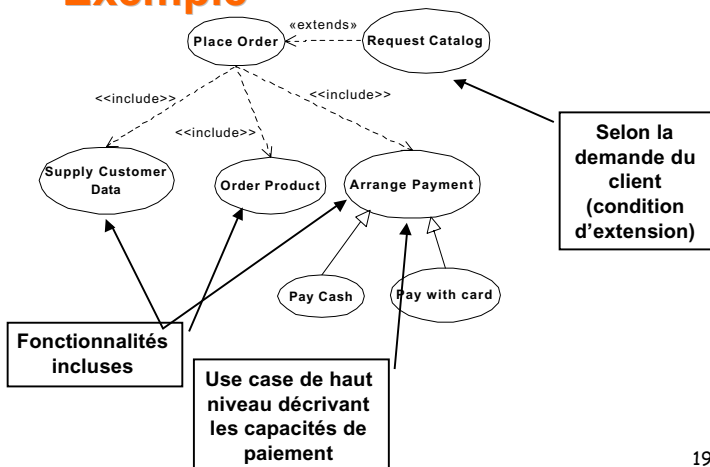 Exemple
«extends»
Place Order
Request Catalog
<<include>>
<<include>>
<<include>>
Supply Customer
Data
Order Product
Arrange Payment
Selon la
demande du
client
(condition
d'extension)
Pay Cash
Pay with card
Fonctionnalités
incluses
Use case de haut
niveau décrivant
les capacités de
paiement
19